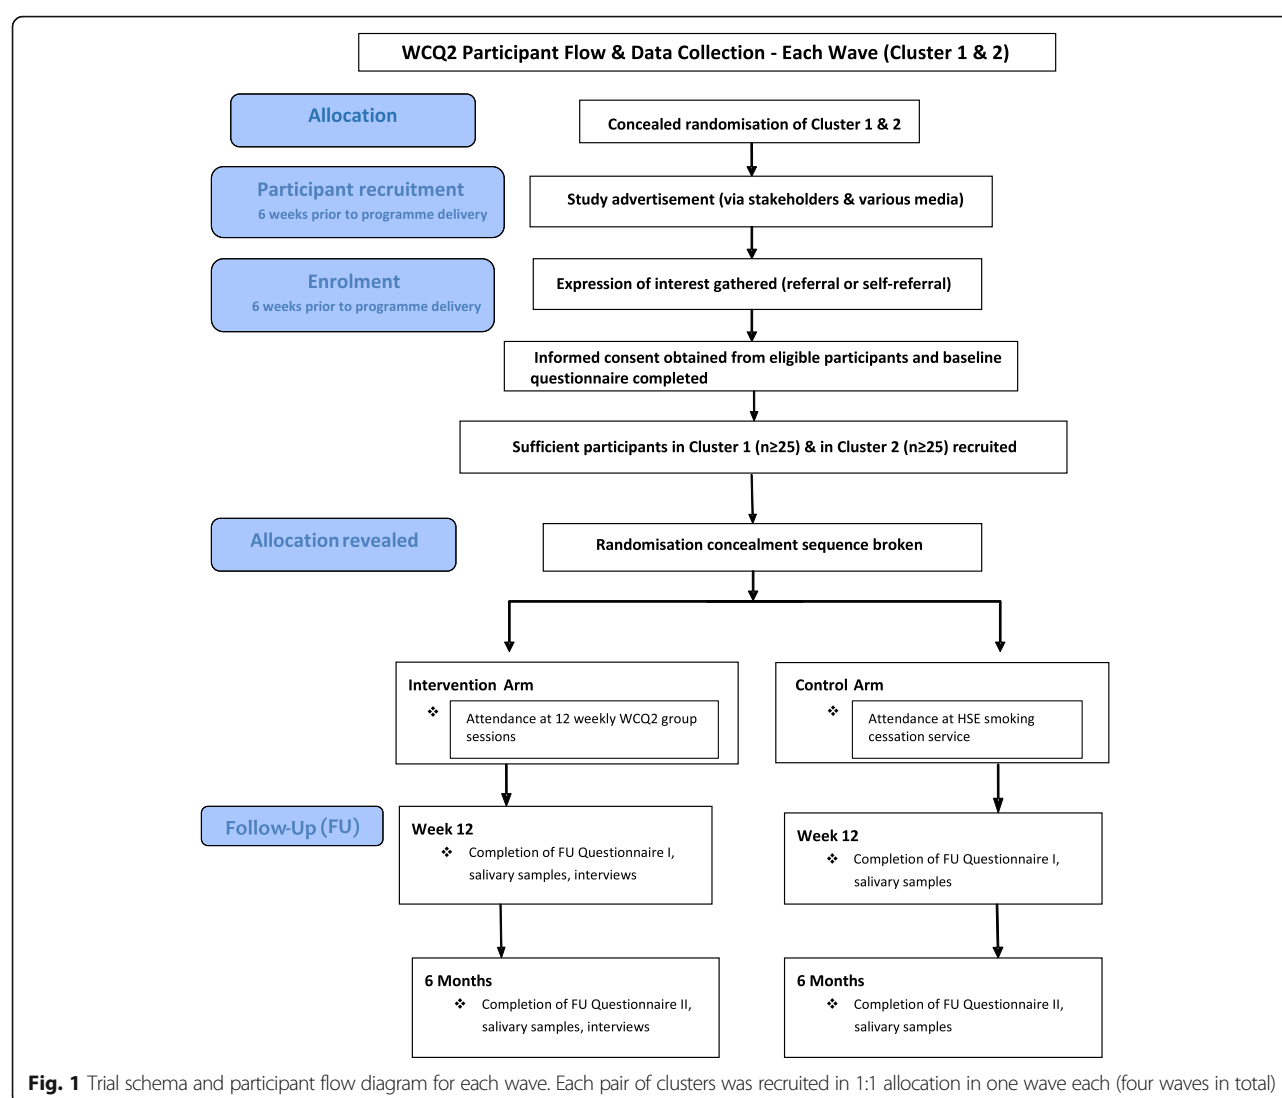 WCQ2 Participant Flow & Data Collection - Each Wave (Cluster 1 & 2)
Allocation
Concealed randomisation of Cluster 1 & 2
Participant recruitment
6 weeks prior to programme delivery
Study advertisement (via stakeholders & various media)
Enrolment
6 weeks prior to programme delivery
Expression of interest gathered (referral or self-referral)
Informed consent obtained from eligible participants and baseline
questionnaire completed
Sufficient participants in Cluster 1 (n≥25) & in Cluster 2 (n≥25) recruited
Allocation revealed
Randomisation concealment sequence broken
Intervention Arm
❖ Attendance at 12 weekly WCQ2 group
sessions
Control Arm
❖ Attendance at HSE smoking
cessation service
Follow-Up (FU)
Week 12
❖ Completion of FU Questionnaire I,
salivary samples, interviews
Week 12
❖ Completion of FU Questionnaire I,
salivary samples
6 Months
❖ Completion of FU Questionnaire II,
salivary samples, interviews
6 Months
❖ Completion of FU Questionnaire II,
salivary samples
Fig. 1 Trial schema and participant flow diagram for each wave. Each pair of clusters was recruited in 1:1 allocation in one wave each (four waves in total)